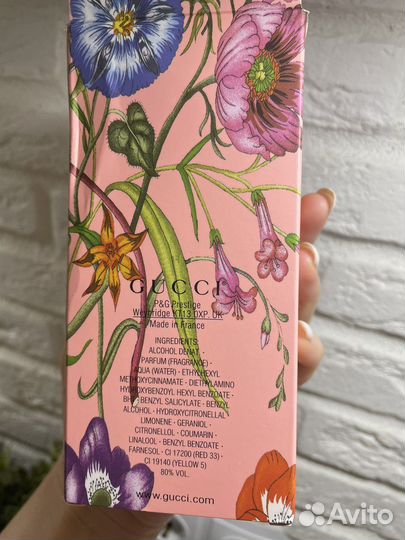 GUCCI
P&G Prestige
Weybridge KT13 0XP, UK
Made in France
INGREDIENTS:
ALCOHOL DENAT. -
PARFUM (FRAGRANCE) -
AQUA (WATER) - ETHYLHEXYL
METHOXYCINNAMATE - DIETHYLAMINO
HYDROXYBENZOYL HEXYL BENZOATE -
BHT - BENZYL SALICYLATE - BENZYL
ALCOHOL - HYDROXYCITRONELLAL
LIMONENE - GERANIOL -
CITRONELLOL - COUMARIN -
LINALOOL - BENZYL BENZOATE -
FARNESOL - CI 17200 (RED 33) -
CI 19140 (YELLOW 5)
80% VOL.
www.gucci.com
Avito